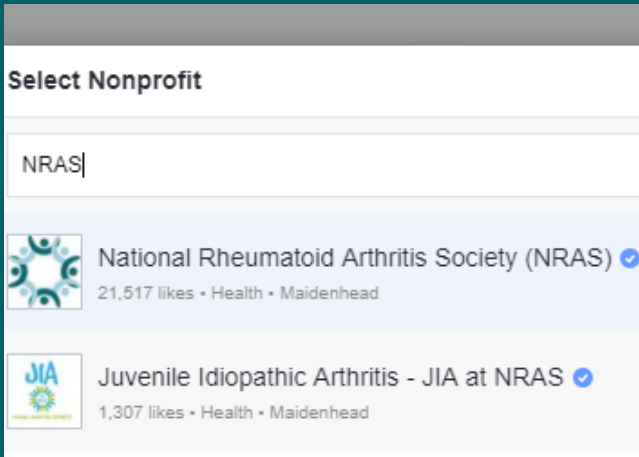 Select Nonprofit
NRAS
National Rheumatoid Arthritis Society (NRAS)
21,517 likes • Health • Maidenhead
JIA
Juvenile Idiopathic Arthritis - JIA at NRAS
1,307 likes • Health • Maidenhead